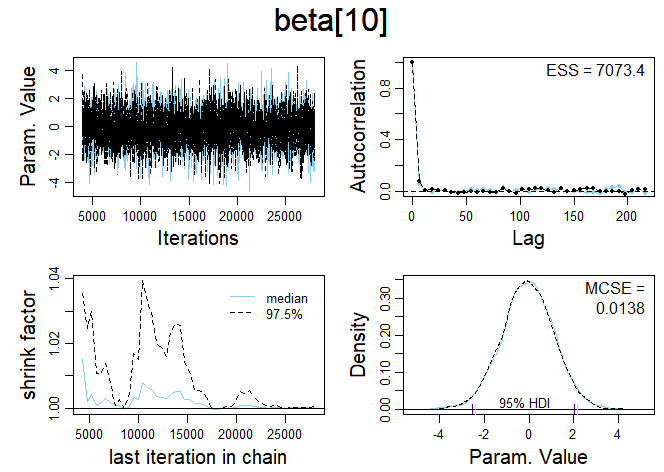 beta[10]
Param. Value
4
2
0
-2
-4
5000 10000 15000 20000 25000
Iterations
Autocorrelation
0.8
0.4
0.0
ESS = 7073.4
0 50 100 150 200
Lag
shrink factor
1.04
1.02
1.00
median
97.5%
5000 10000 15000 20000 25000
last iteration in chain
Density
0.30
0.20
0.10
0.00
MCSE =
0.0138
95% HDI
-4 -2 0 2 4
Param. Value